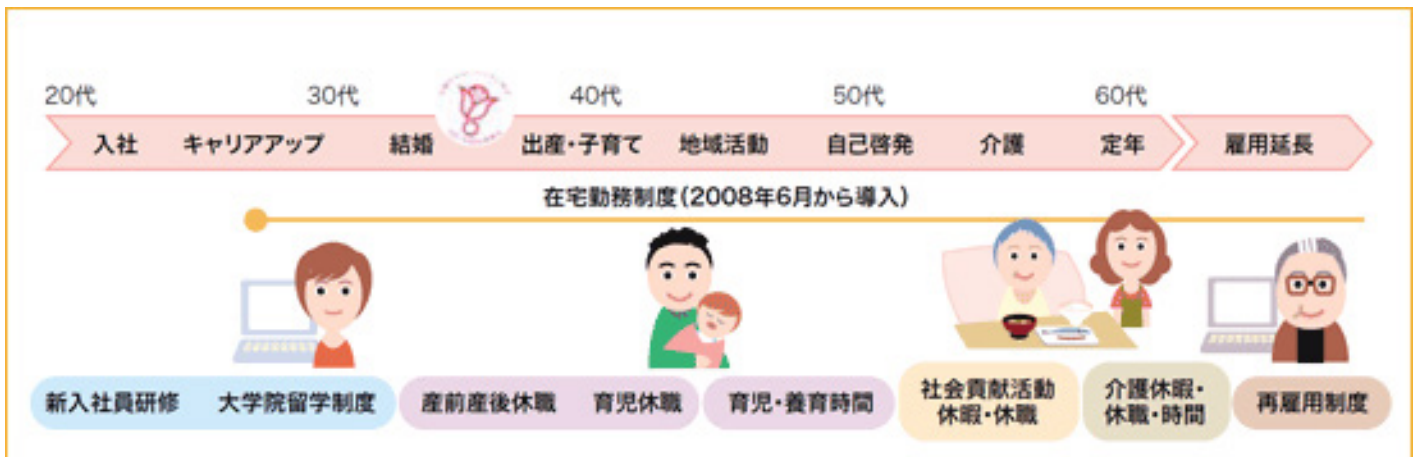 20代 30代 40代 50代 60代
入社 キャリアアップ 結婚 出産・子育て 地域活動 自己啓発 介護 定年 雇用延長
在宅勤務制度(2008年6月から導入)
新入社員研修 大学院留学制度
産前産後休職 育児休職
育児・養育時間
社会貢献活動
休暇・休職
介護休暇・
休職・時間
再雇用制度